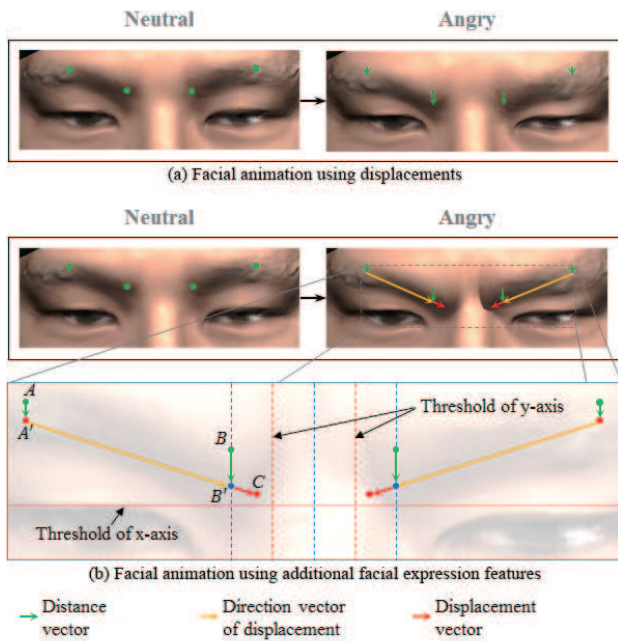 Neutral Angry
(a) Facial animation using displacements
Neutral Angry
A
A'
B
B'
C
Threshold of y-axis
Threshold of x-axis
(b) Facial animation using additional facial expression features
Distance vector
Direction vector of displacement
Displacement vector